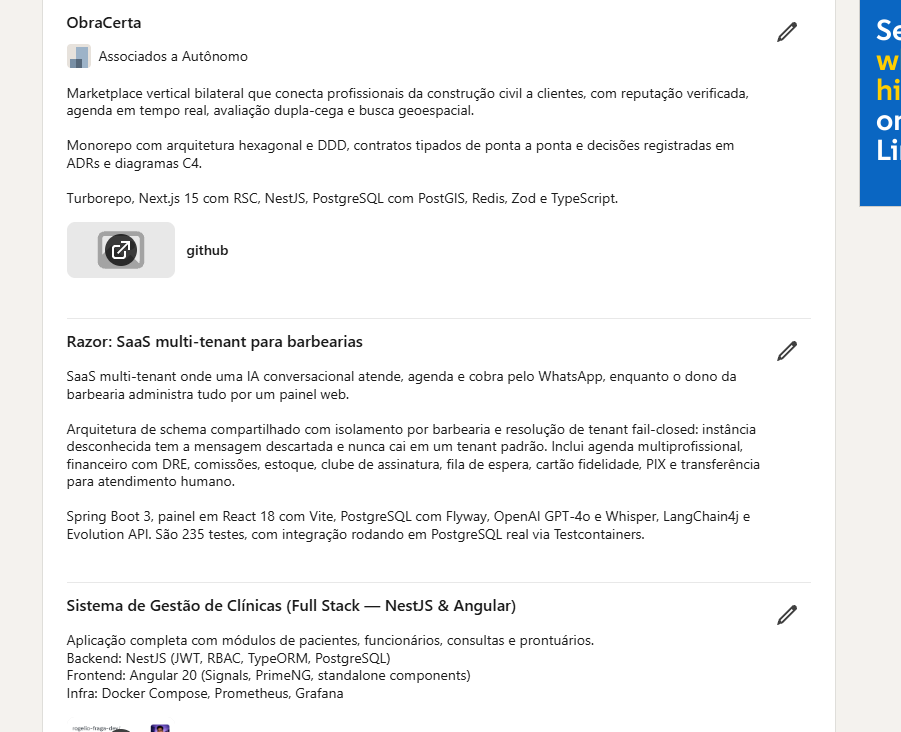 ObraCerta
Associados a Autônomo
Marketplace vertical bilateral que conecta profissionais da construção civil a clientes, com reputação verificada,
agenda em tempo real, avaliação dupla-cega e busca geoespacial.
Monorepo com arquitetura hexagonal e DDD, contratos tipados de ponta a ponta e decisões registradas em
ADRs e diagramas C4.
Turborepo, Next.js 15 com RSC, NestJS, PostgreSQL com PostGIS, Redis, Zod e TypeScript.
github
Razor: SaaS multi-tenant para barbearias
SaaS multi-tenant onde uma IA conversacional atende, agenda e cobra pelo WhatsApp, enquanto o dono da
barbearia administra tudo por um painel web.
Arquitetura de schema compartilhado com isolamento por barbearia e resolução de tenant fail-closed: instância
desconhecida tem a mensagem descartada e nunca cai em um tenant padrão. Inclui agenda multiprofissional,
financeiro com DRE, comissões, estoque, clube de assinatura, fila de espera, cartão fidelidade, PIX e transferência
para atendimento humano.
Spring Boot 3, painel em React 18 com Vite, PostgreSQL com Flyway, OpenAI GPT-4o e Whisper, LangChain4j e
Evolution API. São 235 testes, com integração rodando em PostgreSQL real via Testcontainers.
Sistema de Gestão de Clínicas (Full Stack — NestJS & Angular)
Aplicação completa com módulos de pacientes, funcionários, consultas e prontuários.
Backend: NestJS (JWT, RBAC, TypeORM, PostgreSQL)
Frontend: Angular 20 (Signals, PrimeNG, standalone components)
Infra: Docker Compose, Prometheus, Grafana